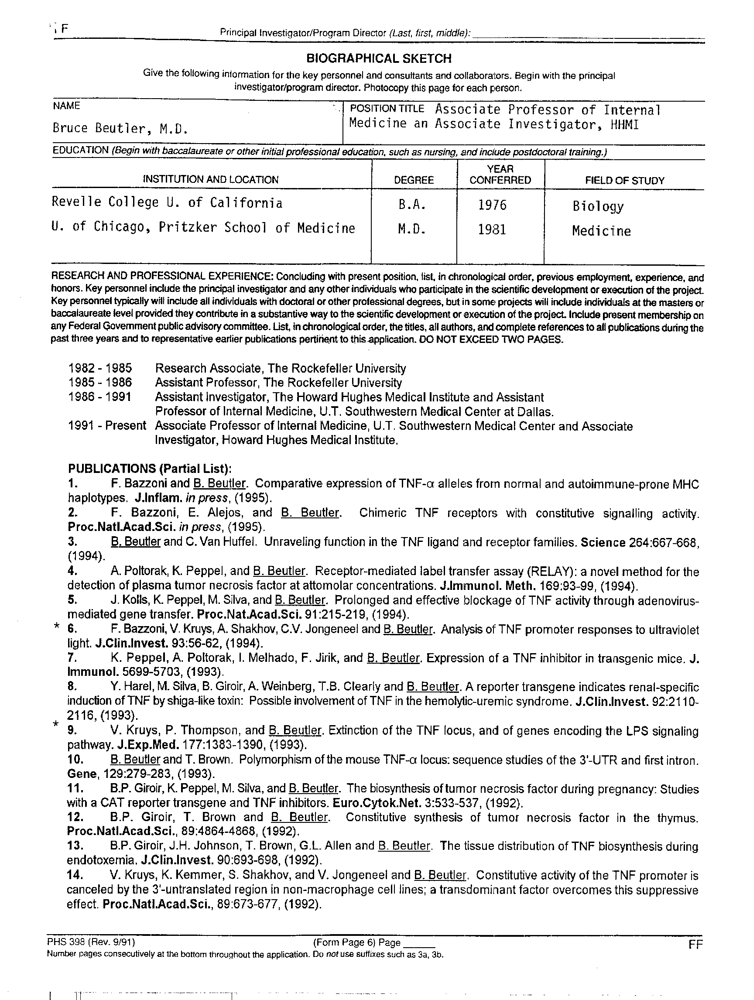 F
Principal Investigator/Program Director (Last, first, middle):
BIOGRAPHICAL SKETCH
Give the following information for the key personnel and consultants and collaborators. Begin with the principal
investigator/program director. Photocopy this page for each person.
NAME
POSITION TITLE Associate Professor of Internal
Bruce Beutler, M.D.
Medicine an Associate Investigator, HHMI
EDUCATION (Begin with baccalaureate or other initial professional education, such as nursing, and include postdoctoral training.)
INSTITUTION AND LOCATION
DEGREE
YEAR
CONFERRED
FIELD OF STUDY
Revelle College U. of California B.A. 1976 Biology
U. of Chicago, Pritzker School of Medicine M.D. 1981 Medicine
RESEARCH AND PROFESSIONAL EXPERIENCE: Concluding with present position, list, in chronological order, previous employment, experience, and
honors. Key personnel include the principal investigator and any other individuals who participate in the scientific development or execution of the project.
Key personnel typically will include all individuals with doctoral or other professional degrees, but in some projects will include individuals at the masters or
baccalaureate level provided they contribute in a substantive way to the scientific development or execution of the project. Include present membership on
any Federal Government public advisory committee. List, in chronological order, the titles, all authors, and complete references to all publications during the
past three years and to representative earlier publications pertinent to this application. DO NOT EXCEED TWO PAGES.
1982 - 1985 Research Associate, The Rockefeller University
1985 - 1986 Assistant Professor, The Rockefeller University
1986 - 1991 Assistant Investigator, The Howard Hughes Medical Institute and Assistant
Professor of Internal Medicine, U.T. Southwestern Medical Center at Dallas.
1991 - Present Associate Professor of Internal Medicine, U.T. Southwestern Medical Center and Associate
Investigator, Howard Hughes Medical Institute.
PUBLICATIONS (Partial List):
1. F. Bazzoni and B. Beutler. Comparative expression of TNF-α alleles from normal and autoimmune-prone MHC
haplotypes. J.Inflam. in press, (1995).
2. F. Bazzoni, E. Alejos, and B. Beutler. Chimeric TNF receptors with constitutive signalling activity.
Proc.Natl.Acad.Sci. in press, (1995).
3. B. Beutler and C. Van Huffel. Unraveling function in the TNF ligand and receptor families. Science 264:667-668,
(1994).
4. A. Poltorak, K. Peppel, and B. Beutler. Receptor-mediated label transfer assay (RELAY): a novel method for the
detection of plasma tumor necrosis factor at attomolar concentrations. J.Immunol. Meth. 169:93-99, (1994).
5. J. Kolls, K. Peppel, M. Silva, and B. Beutler. Prolonged and effective blockage of TNF activity through adenovirus-
mediated gene transfer. Proc.Nat.Acad.Sci. 91:215-219, (1994).
* 6. F. Bazzoni, V. Kruys, A. Shakhov, C.V. Jongeneel and B. Beutler. Analysis of TNF promoter responses to ultraviolet
light. J.Clin.Invest. 93:56-62, (1994).
7. K. Peppel, A. Poltorak, I. Melhado, F. Jirik, and B. Beutler. Expression of a TNF inhibitor in transgenic mice. J.
Immunol. 5699-5703, (1993).
8. Y. Harel, M. Silva, B. Giroir, A. Weinberg, T.B. Clearly and B. Beutler. A reporter transgene indicates renal-specific
induction of TNF by shiga-like toxin: Possible involvement of TNF in the hemolytic-uremic syndrome. J.Clin.Invest. 92:2110-
2116, (1993).
* 9. V. Kruys, P. Thompson, and B. Beutler. Extinction of the TNF locus, and of genes encoding the LPS signaling
pathway. J.Exp.Med. 177:1383-1390, (1993).
10. B. Beutler and T. Brown. Polymorphism of the mouse TNF-α locus: sequence studies of the 3'-UTR and first intron.
Gene, 129:279-283, (1993).
11. B.P. Giroir, K. Peppel, M. Silva, and B. Beutler. The biosynthesis of tumor necrosis factor during pregnancy: Studies
with a CAT reporter transgene and TNF inhibitors. Euro.Cytok.Net. 3:533-537, (1992).
12. B.P. Giroir, T. Brown and B. Beutler. Constitutive synthesis of tumor necrosis factor in the thymus.
Proc.Natl.Acad.Sci., 89:4864-4868, (1992).
13. B.P. Giroir, J.H. Johnson, T. Brown, G.L. Allen and B. Beutler. The tissue distribution of TNF biosynthesis during
endotoxemia. J.Clin.Invest. 90:693-698, (1992).
14. V. Kruys, K. Kemmer, S. Shakhov, and V. Jongeneel and B. Beutler. Constitutive activity of the TNF promoter is
canceled by the 3'-untranslated region in non-macrophage cell lines; a transdominant factor overcomes this suppressive
effect. Proc.Natl.Acad.Sci., 89:673-677, (1992).
PHS 398 (Rev. 9/91) (Form Page 6) Page FF
Number pages consecutively at the bottom throughout the application. Do not use suffixes such as 3a, 3b.